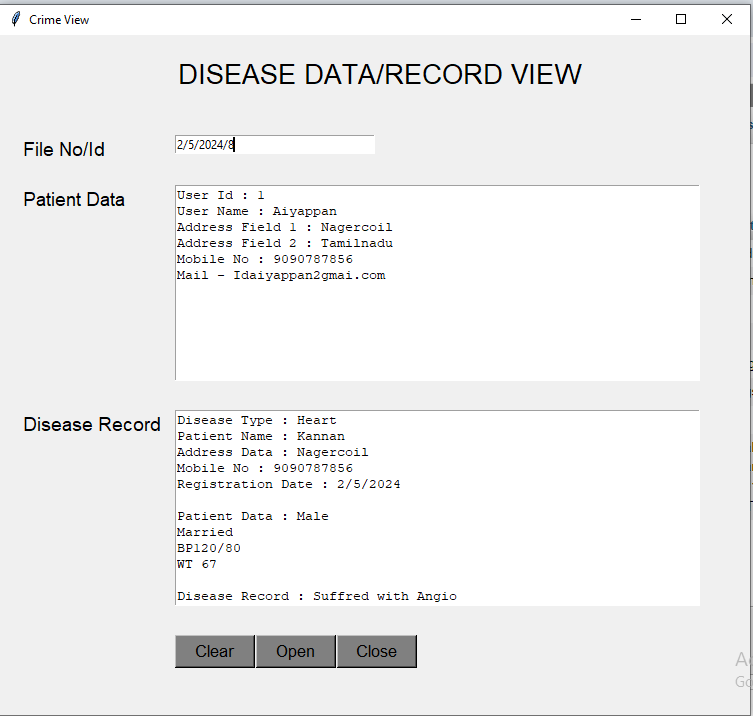 Crime View
DISEASE DATA/RECORD VIEW
File No/Id
2/5/2024/8
Patient Data
User Id : 1
User Name : Aiyappan
Address Field 1 : Nagercoil
Address Field 2 : Tamilnadu
Mobile No : 9090787856
Mail - Idaiyappan2gmai.com
Disease Record
Disease Type : Heart
Patient Name : Kannan
Address Data : Nagercoil
Mobile No : 9090787856
Registration Date : 2/5/2024
Patient Data : Male
Married
BP120/80
WT 67
Disease Record : Suffred with Angio
Clear
Open
Close